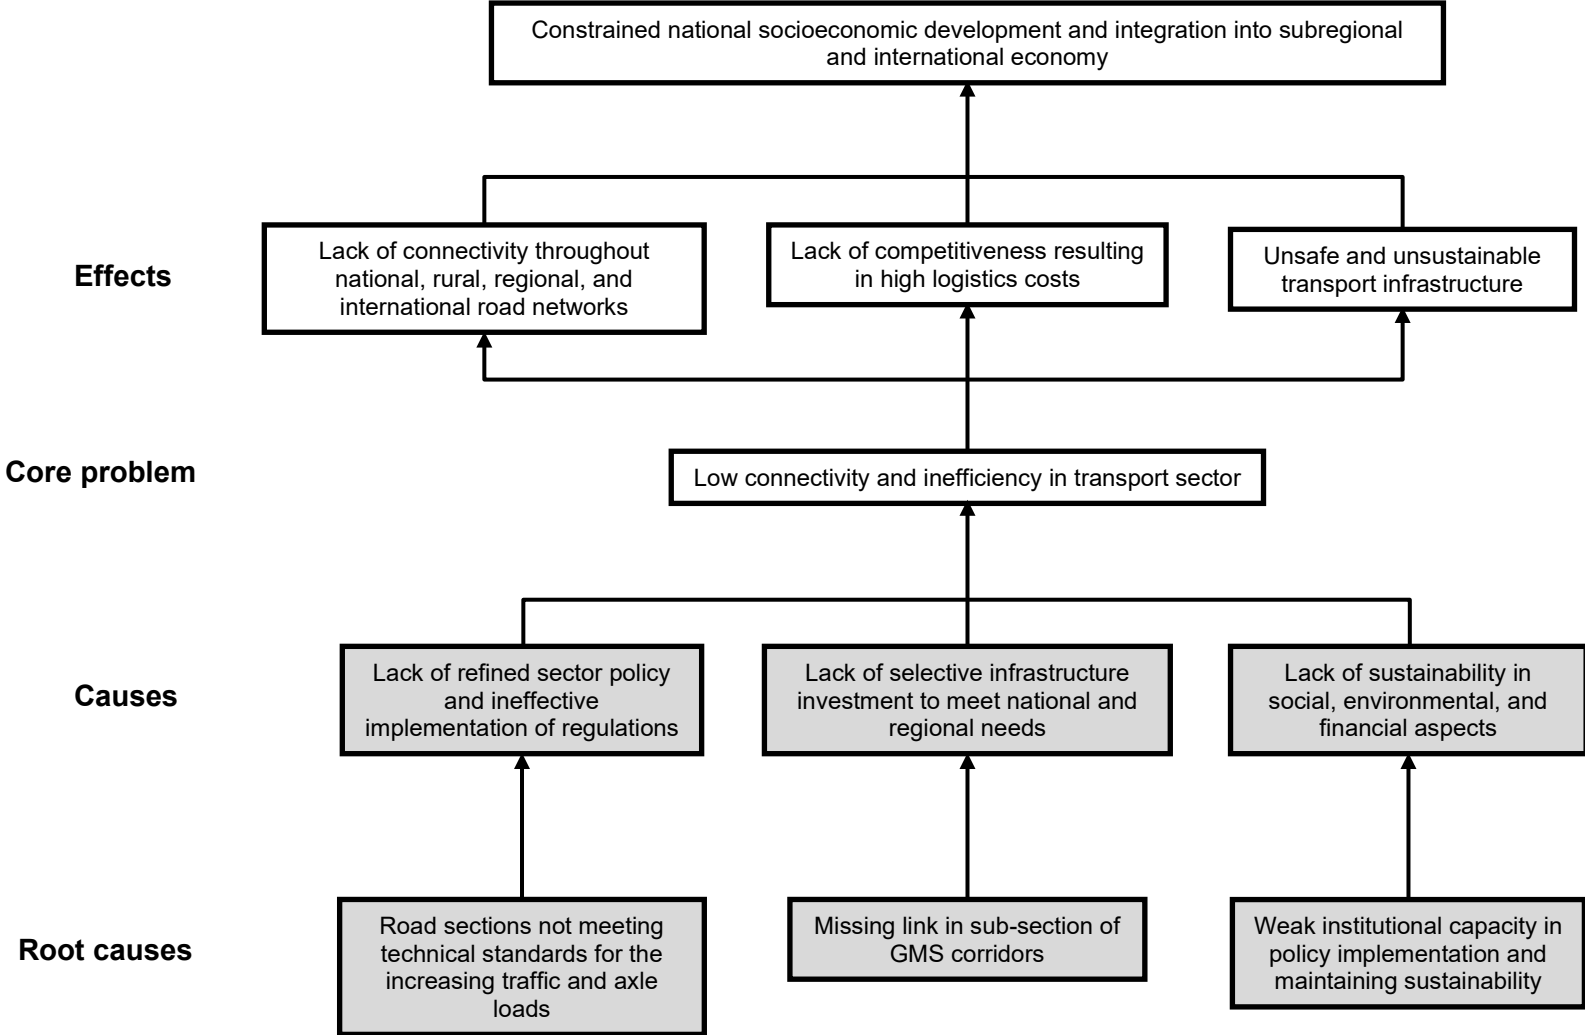 Constrained national socioeconomic development and integration into subregional
and international economy
Effects
Lack of connectivity throughout
national, rural, regional, and
international road networks
Lack of competitiveness resulting
in high logistics costs
Unsafe and unsustainable
transport infrastructure
Core problem
Low connectivity and inefficiency in transport sector
Causes
Lack of refined sector policy
and ineffective
implementation of regulations
Lack of selective infrastructure
investment to meet national and
regional needs
Lack of sustainability in
social, environmental, and
financial aspects
Root causes
Road sections not meeting
technical standards for the
increasing traffic and axle
loads
Missing link in sub-section of
GMS corridors
Weak institutional capacity in
policy implementation and
maintaining sustainability